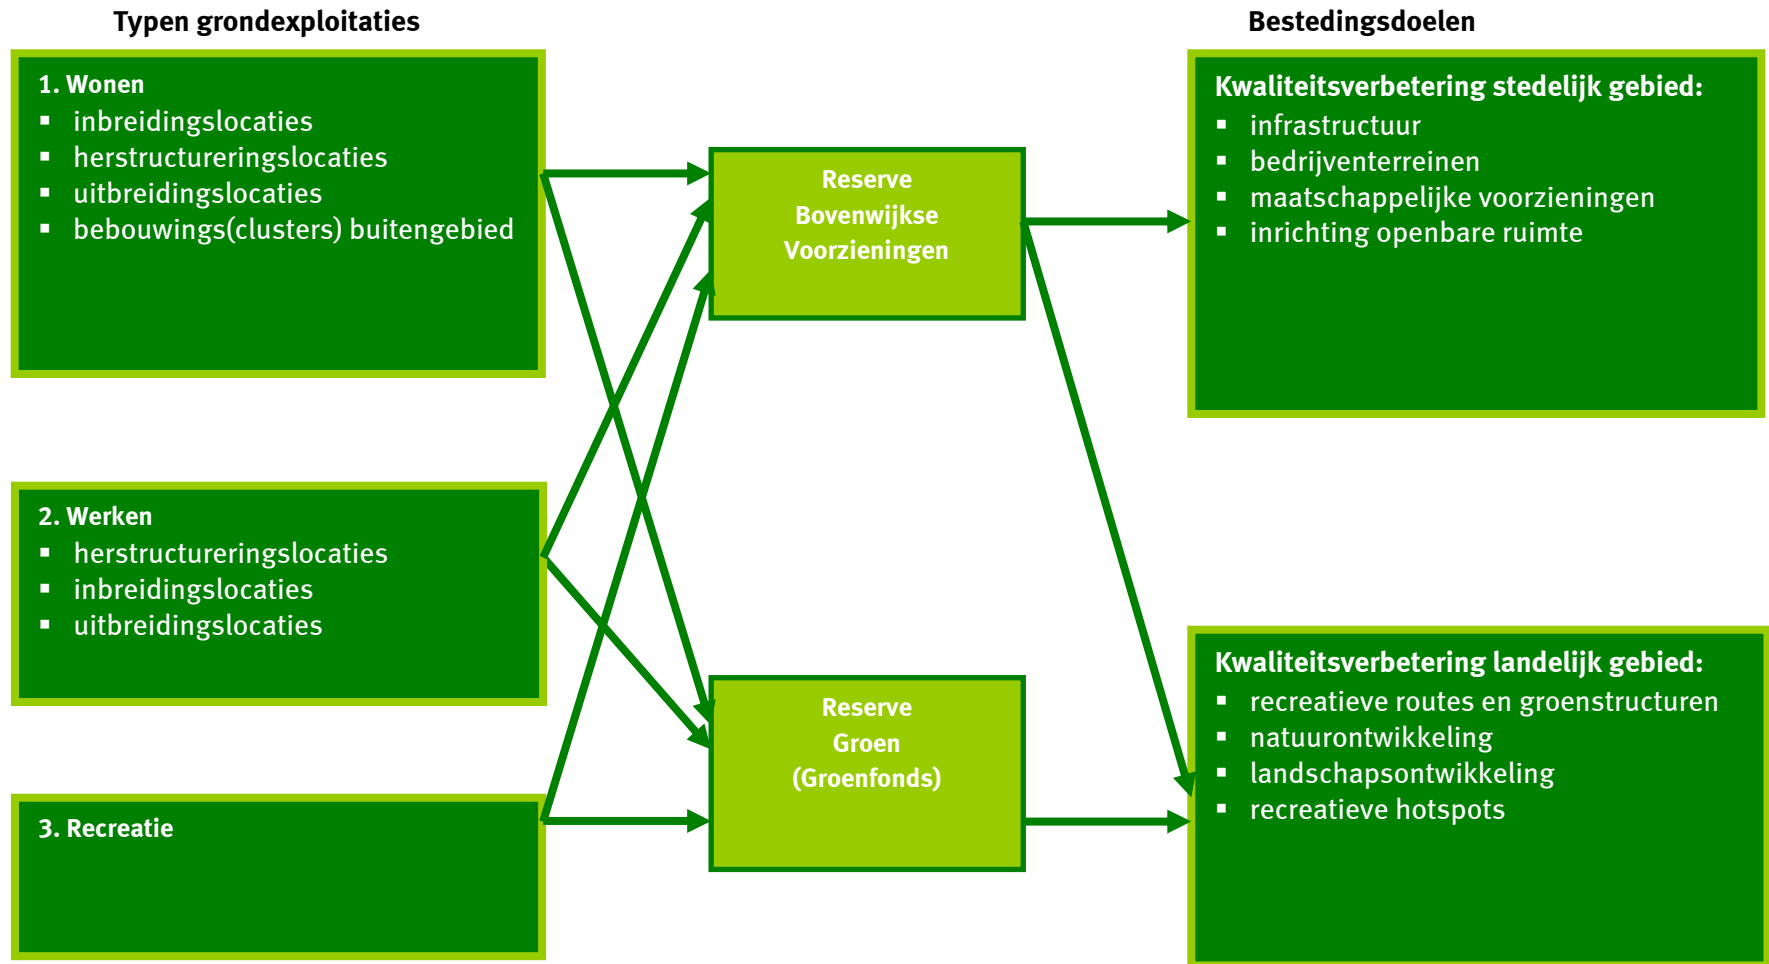 Typen grondexploitaties
1. Wonen
▪ inbreidingslocaties
▪ herstructureringslocaties
▪ uitbreidingslocaties
▪ bebouwings(clusters) buitengebied
2. Werken
▪ herstructureringslocaties
▪ inbreidingslocaties
▪ uitbreidingslocaties
3. Recreatie
Reserve
Bovenwijkse
Voorzieningen
Reserve
Groen
(Groenfonds)
Bestedingsdoelen
Kwaliteitsverbetering stedelijk gebied:
▪ infrastructuur
▪ bedrijventerreinen
▪ maatschappelijke voorzieningen
▪ inrichting openbare ruimte
Kwaliteitsverbetering landelijk gebied:
▪ recreatieve routes en groenstructuren
▪ natuurontwikkeling
▪ landschapsontwikkeling
▪ recreatieve hotspots